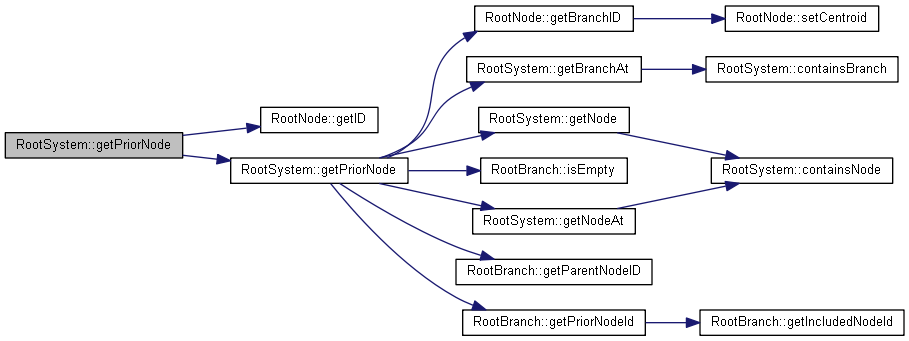 RootSystem::getPriorNode
RootNode::getID
RootSystem::getPriorNode
RootNode::getBranchID
RootNode::setCentroid
RootSystem::getBranchAt
RootSystem::containsBranch
RootSystem::getNode
RootBranch::isEmpty
RootSystem::containsNode
RootSystem::getNodeAt
RootBranch::getParentNodeID
RootBranch::getPriorNodeId
RootBranch::getIncludedNodeId